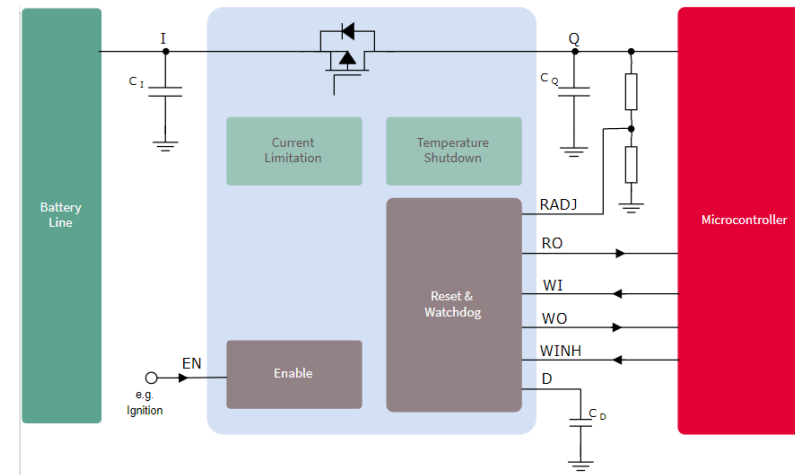 I
Q
C I
C Q
Current
Limitation
Temperature
Shutdown
Battery
Line
RADJ
Microcontroller
RO
WI
Reset &
Watchdog
WO
WINH
EN
Enable
D
e.g.
Ignition
C D